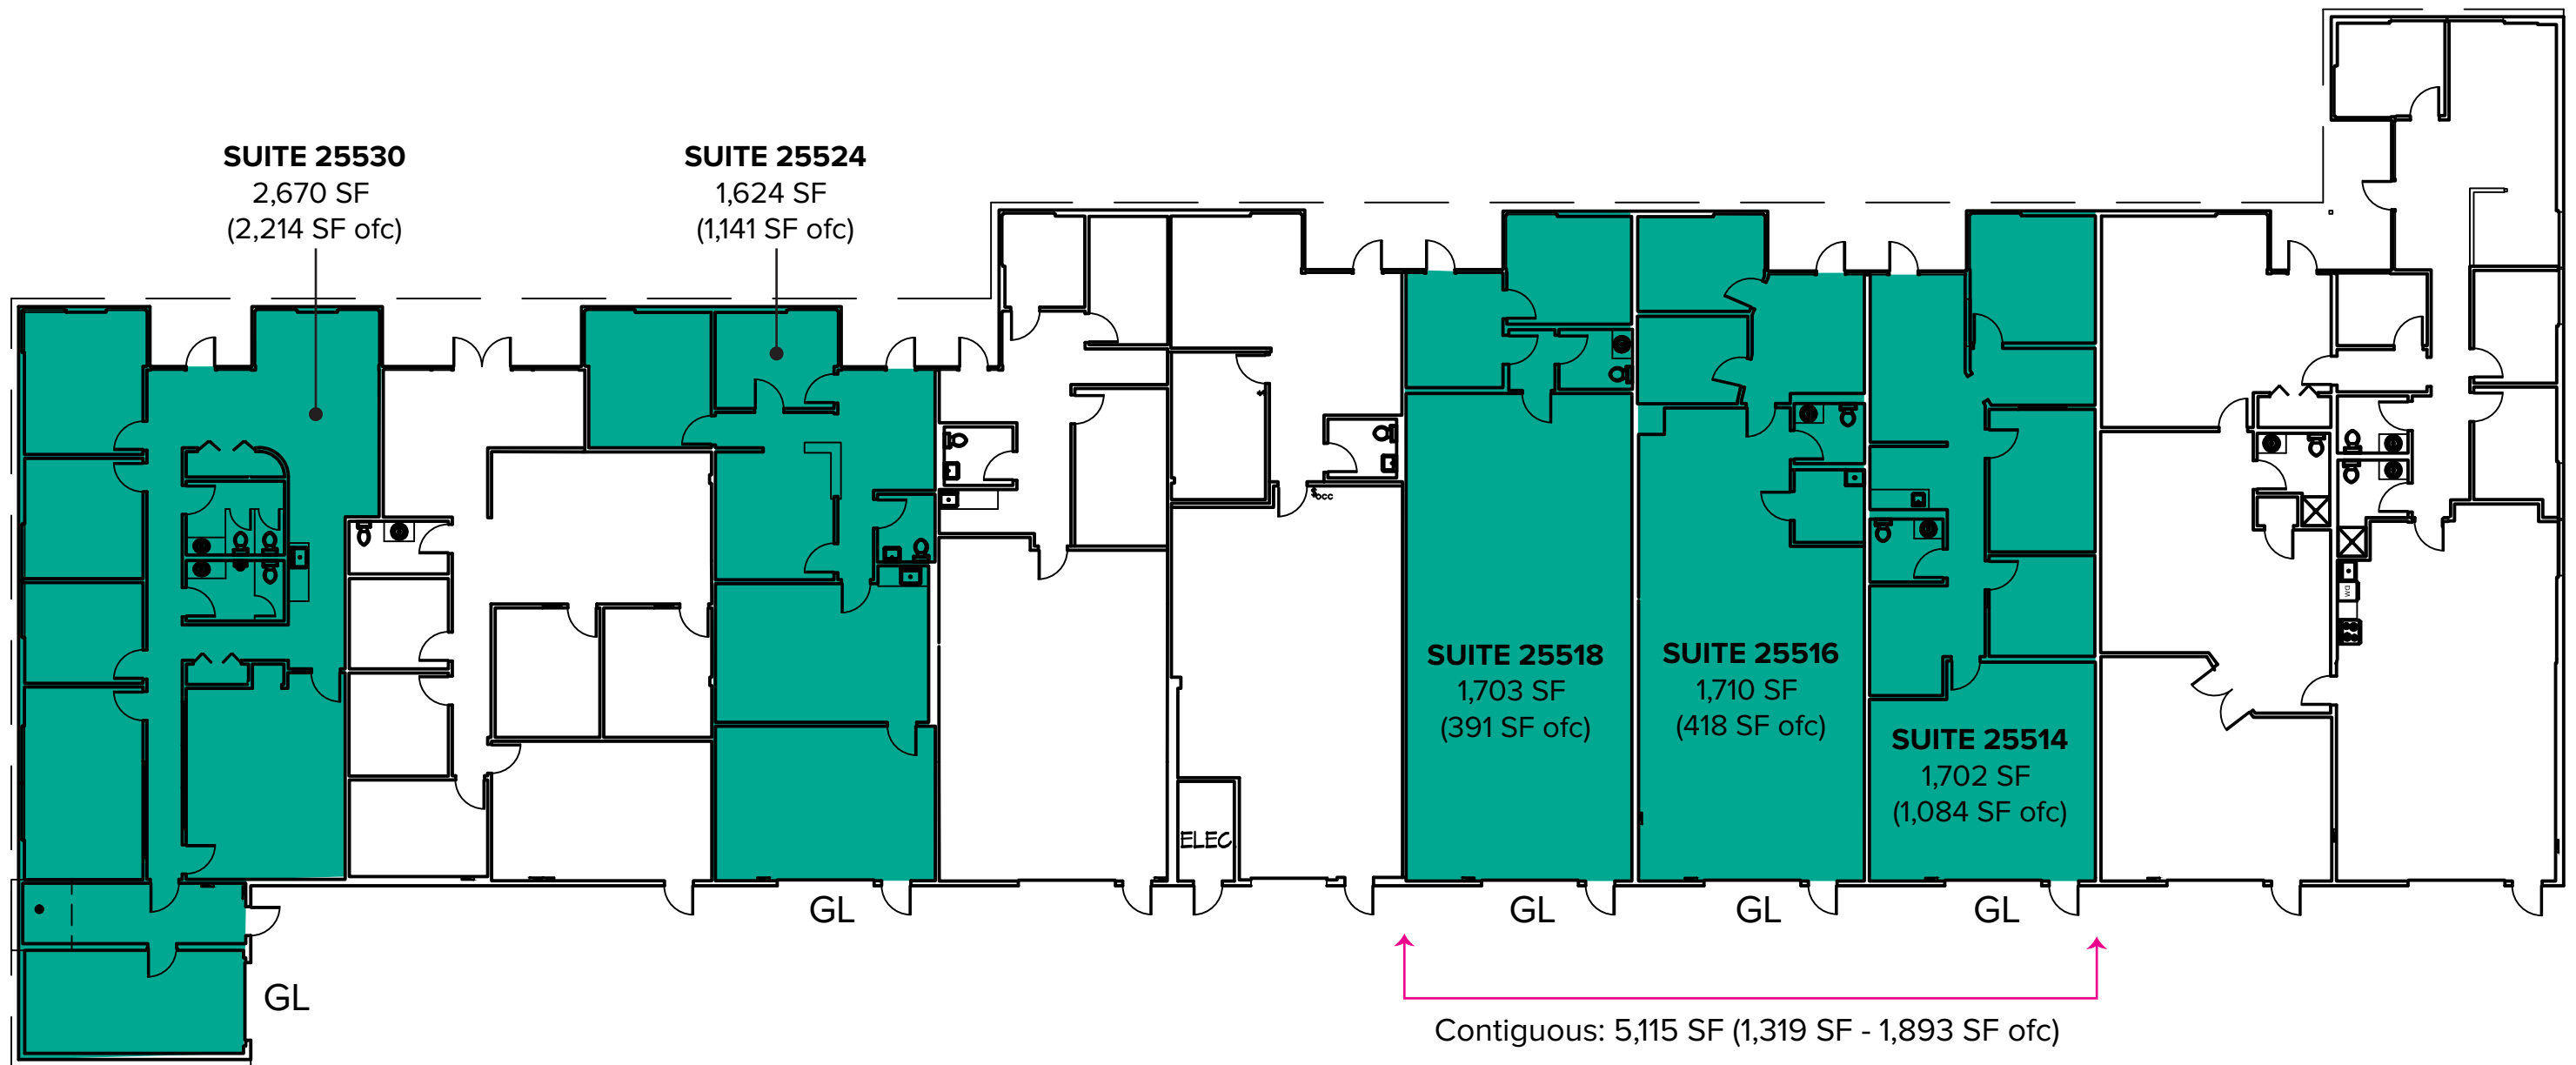 SUITE 25530
2,670 SF
(2,214 SF ofc)
SUITE 25524
1,624 SF
(1,141 SF ofc)
OCC
WD
SUITE 25518
1,703 SF
(391 SF ofc)
SUITE 25516
1,710 SF
(418 SF ofc)
SUITE 25514
1,702 SF
(1,084 SF ofc)
ELEC
GL
GL
GL
GL
GL
Contiguous: 5,115 SF (1,319 SF - 1,893 SF ofc)